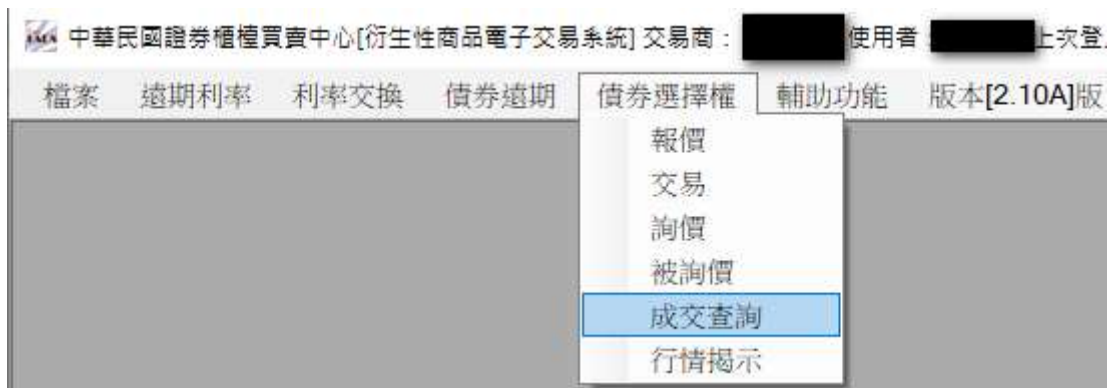 中華民國證券櫃檯買賣中心[衍生性商品電子交易系統] 交易商： 使用者： 上次登
檔案 遠期利率 利率交換 債券遠期 債券選擇權 輔助功能 版本[2.10A]版
報價
交易
詢價
被詢價
成交查詢
行情揭示